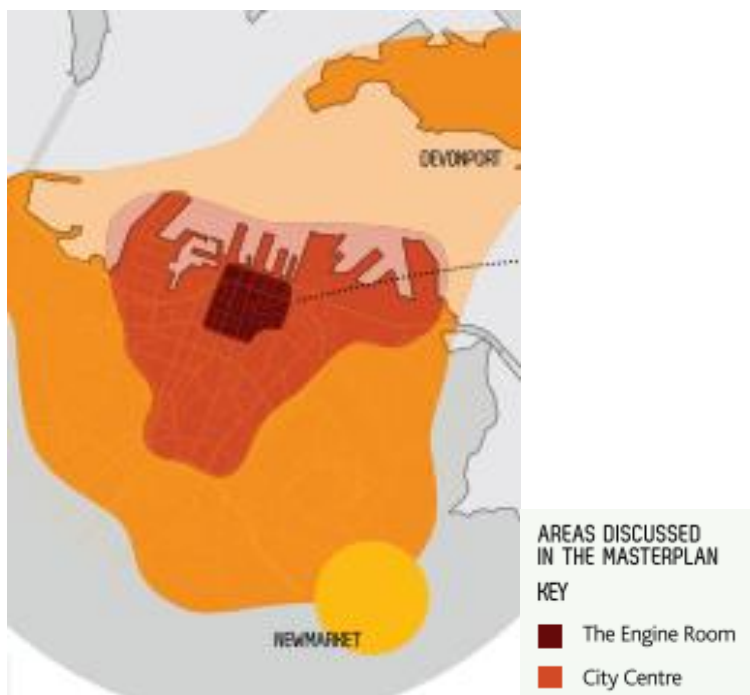 DEVONPORT
NEWMARKET
AREAS DISCUSSED
IN THE MASTERPLAN
KEY
The Engine Room
City Centre